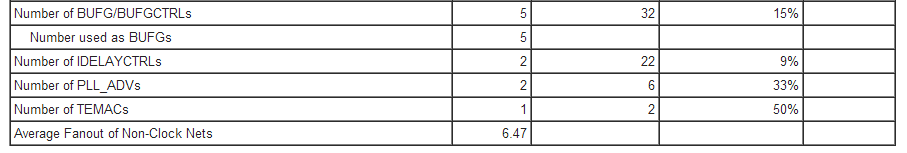 Number of BUFG/BUFGCTRLs 5 32 15%
Number used as BUFGs 5
Number of IDELAYCTRLs 2 22 9%
Number of PLL_ADVs 2 6 33%
Number of TEMACs 1 2 50%
Average Fanout of Non-Clock Nets 6.47